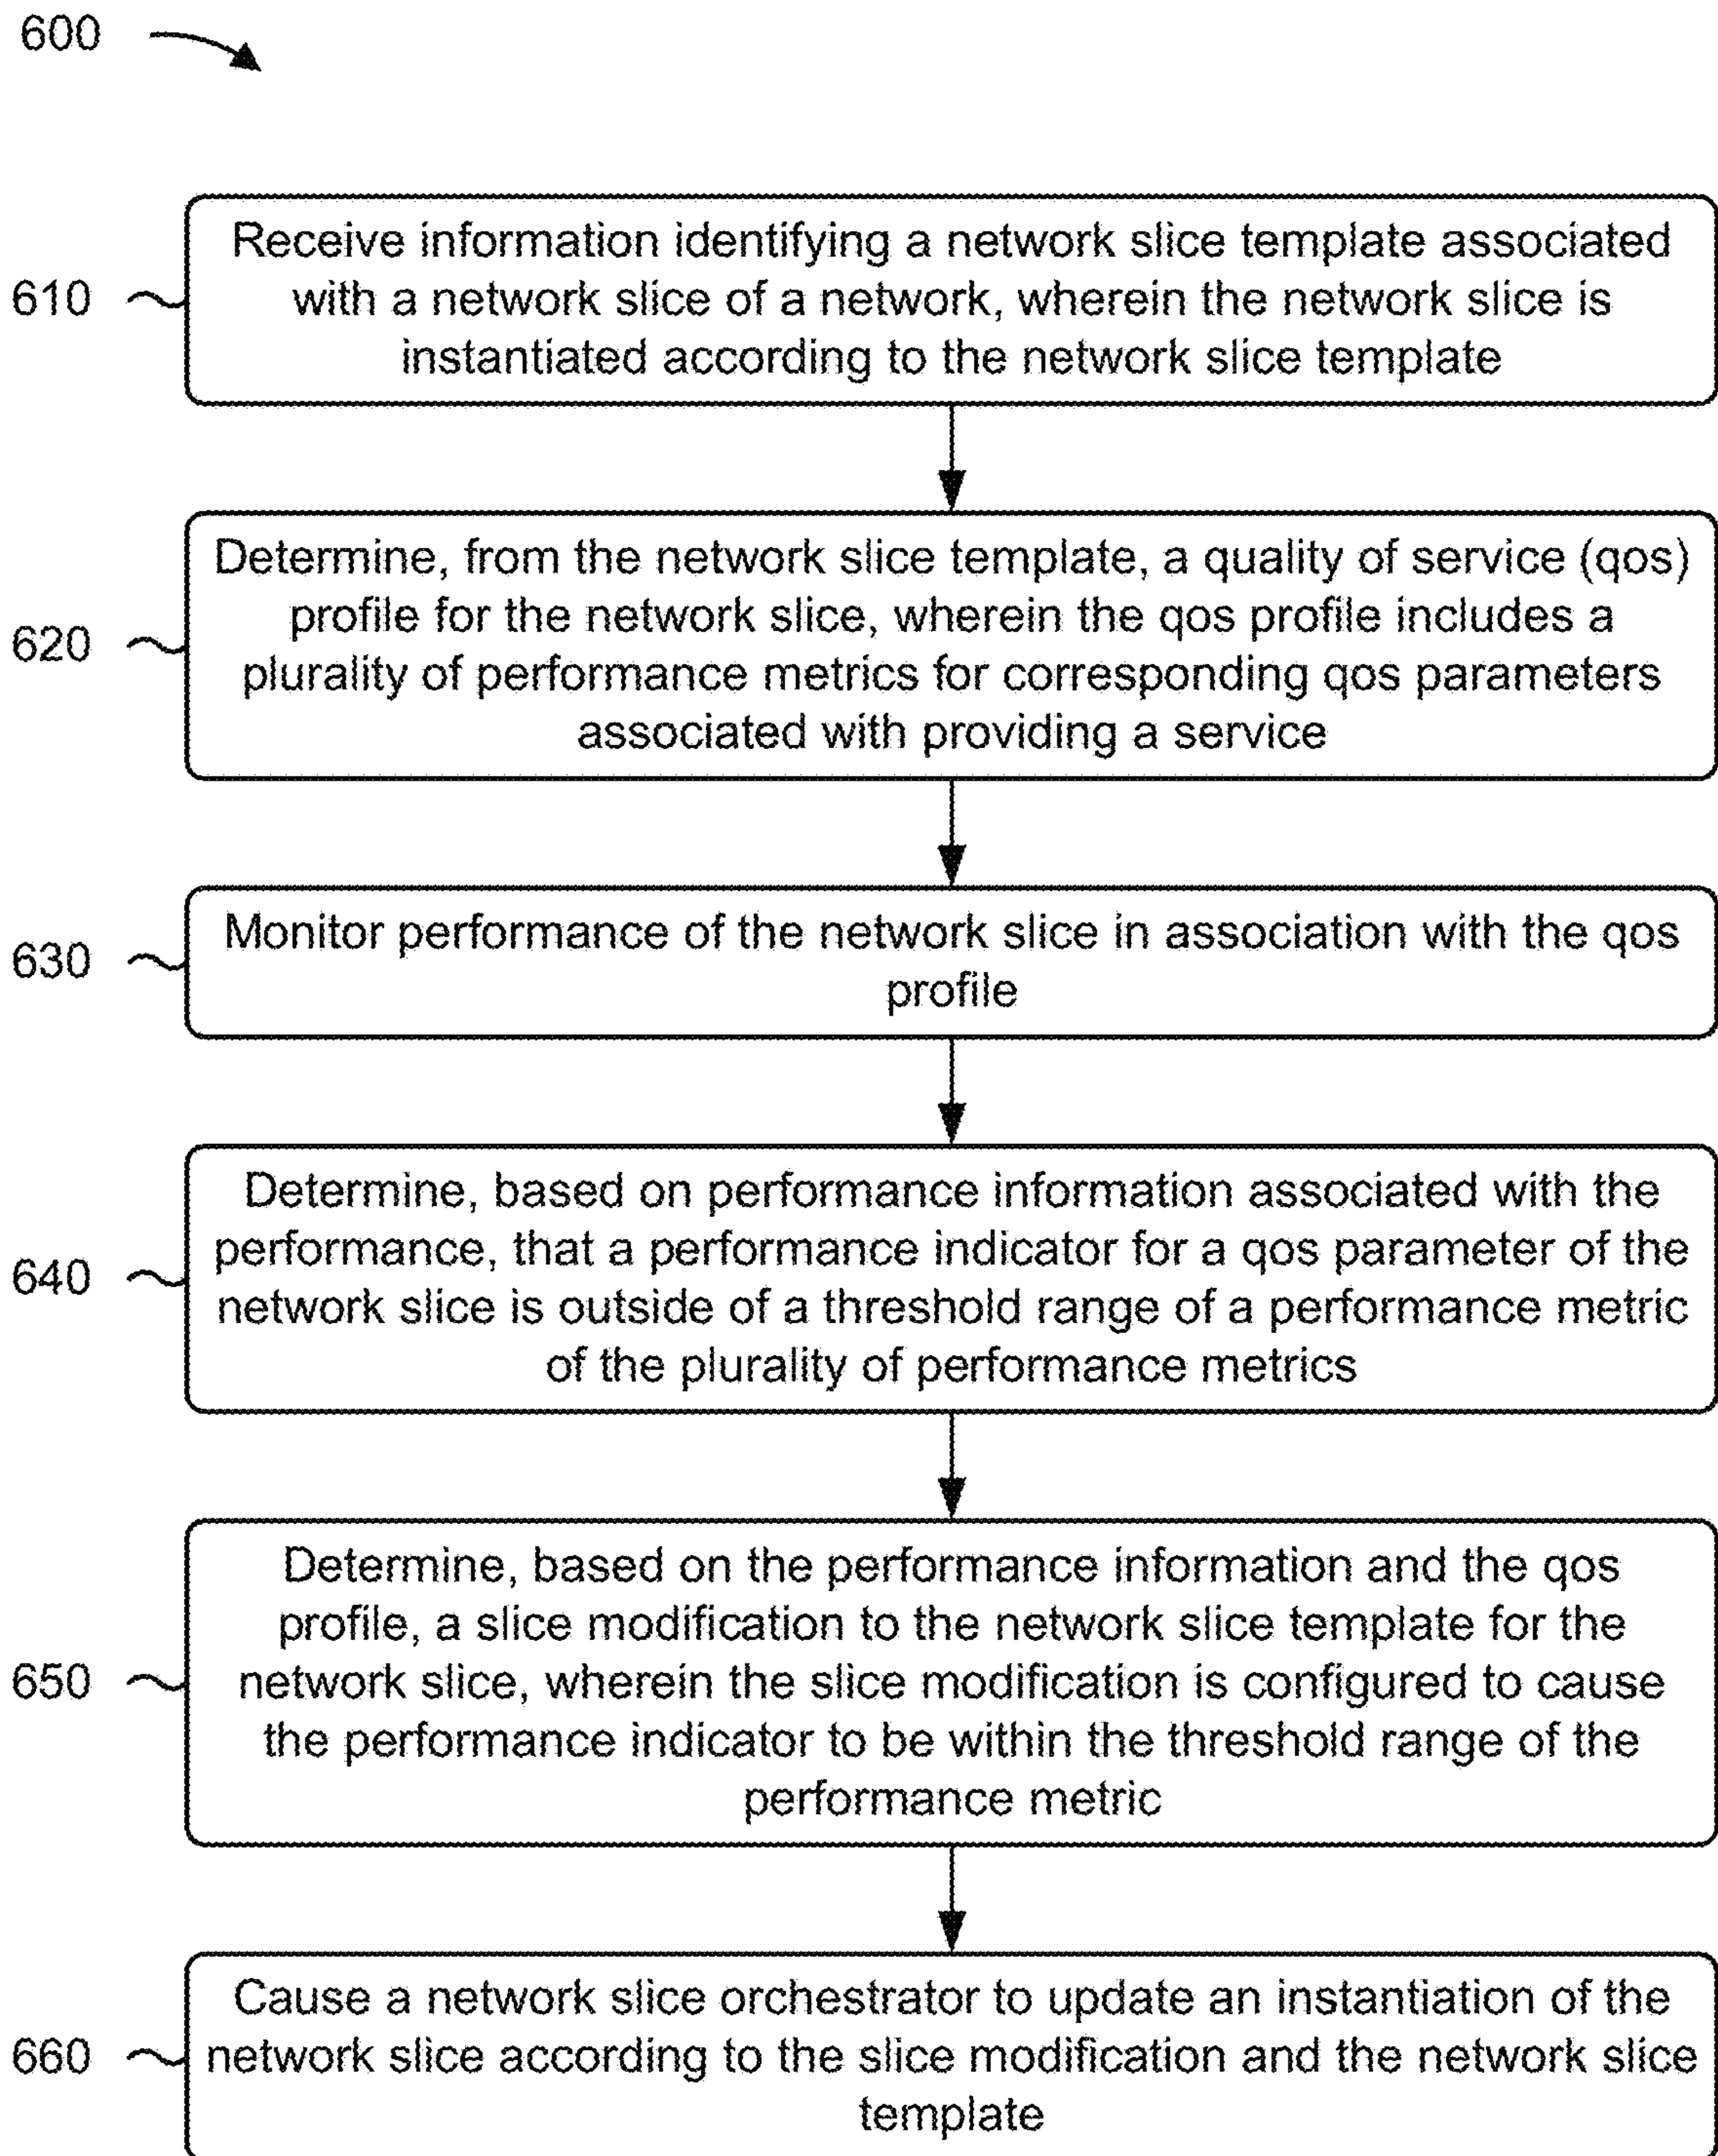 600
Receive information identifying a network slice template associated
610
with a network slice of a network, wherein the network slice is
instantiated according to the network slice template
Determine, from the network slice template, a quality of service (qos)
profile for the network slice, wherein the qos profile includes a
620
plurality of performance metrics for corresponding qos parameters
associated with providing a service
630
Monitor performance of the network slice in association with the qos
profile
Determine, based on performance information associated with the
performance, that a performance indicator for a qos parameter of the
640
network slice is outside of a threshold range of a performance metric
of the plurality of performance metrics
Determine, based on the performance information and the qos
profile, a slice modification to the network slice template for the
650
network slice, wherein the slice modification is configured to cause
the performance indicator to be within the threshold range of the
performance metric
Cause a network slice orchestrator to update an instantiation of the
660
network slice according to the slice modification and the network slice
template